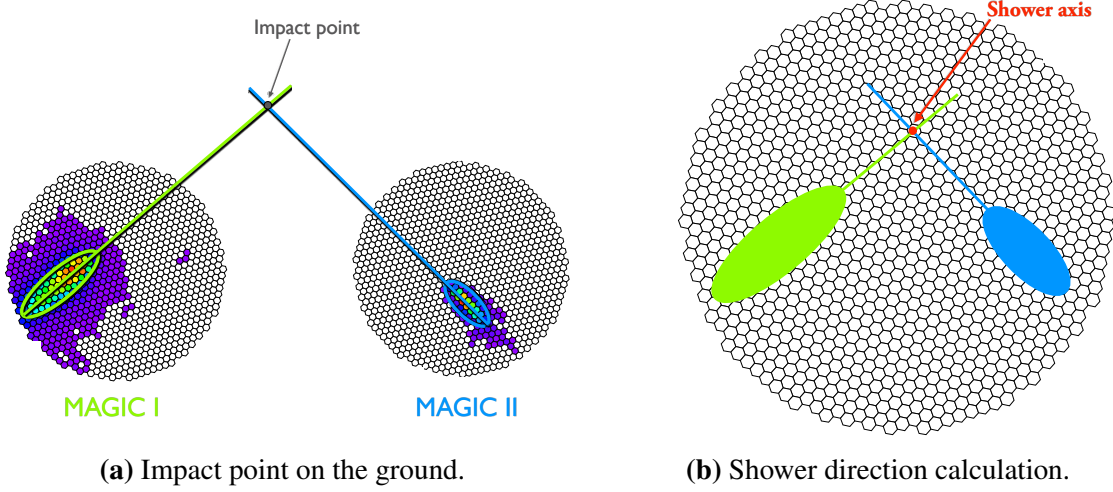 Impact point
Shower axis
MAGIC I
MAGIC II
(a) Impact point on the ground.
(b) Shower direction calculation.